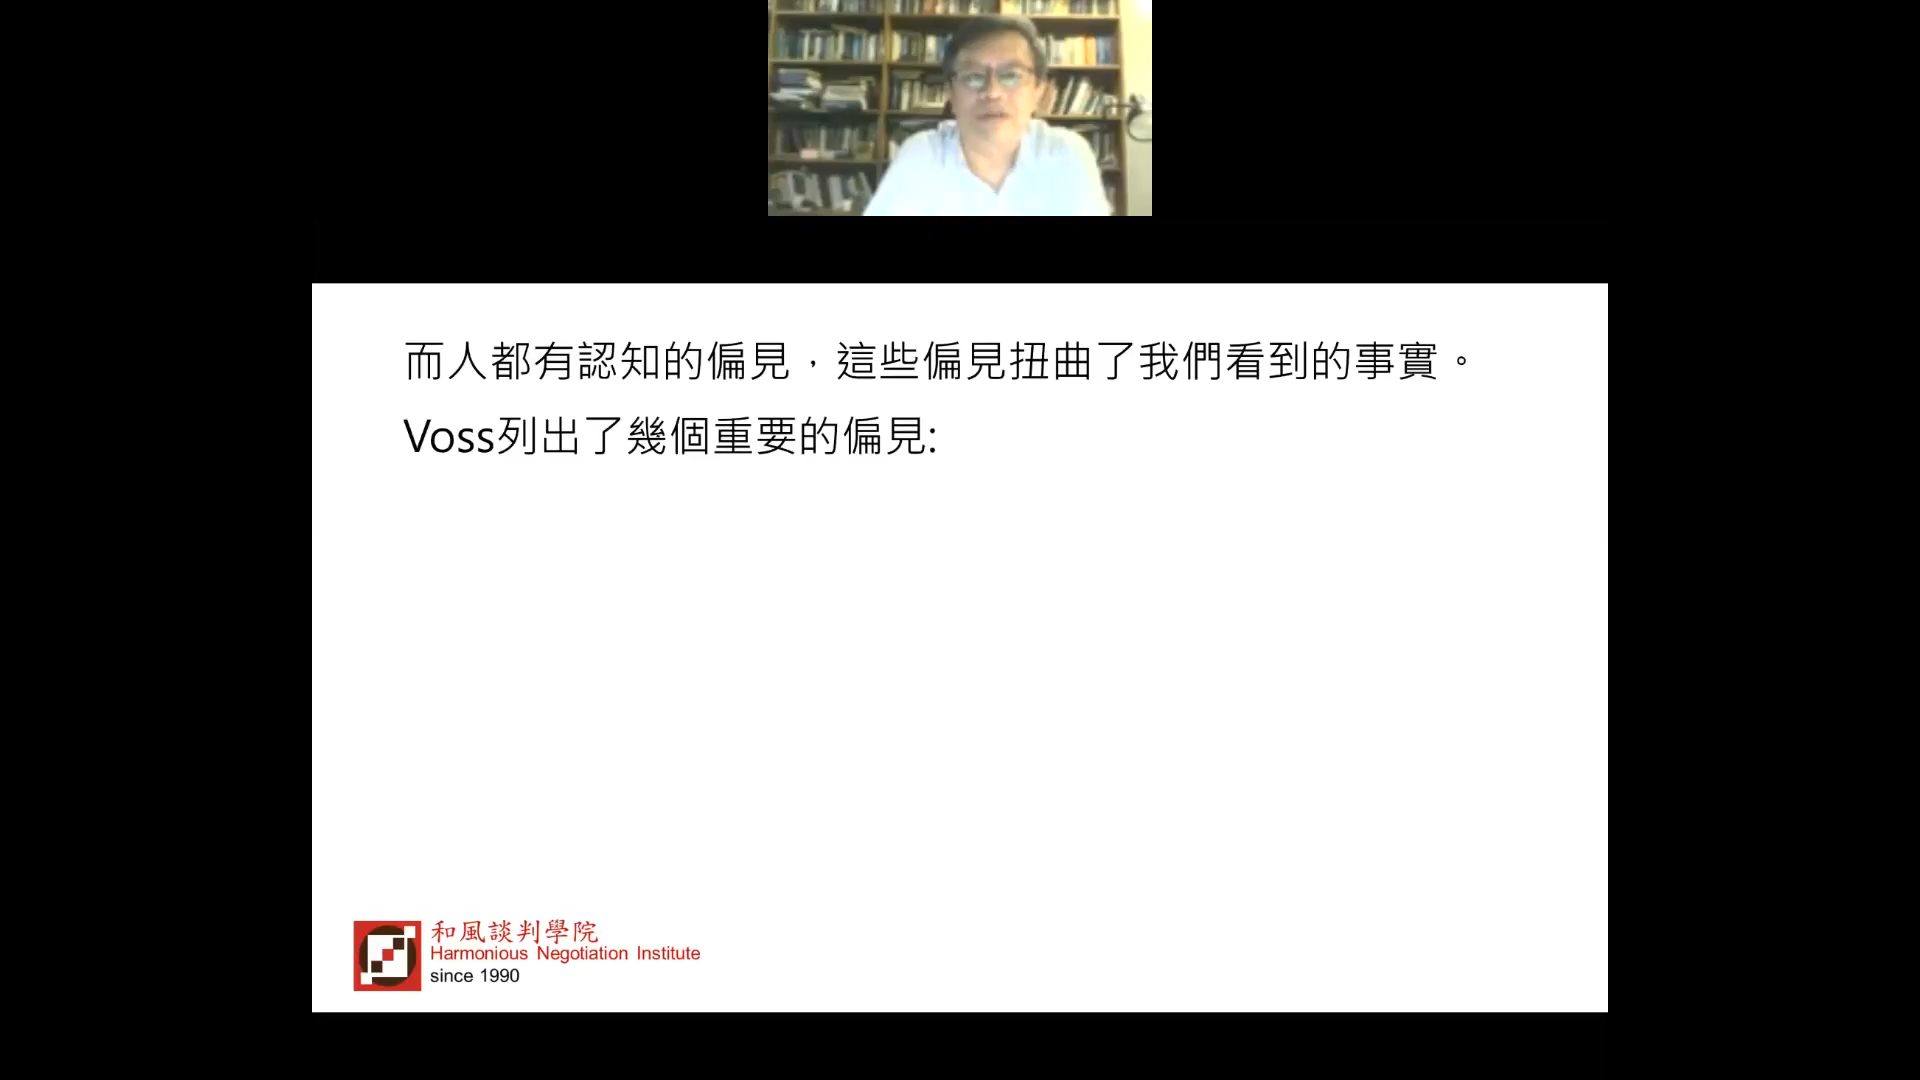 而人都有認知的偏見，這些偏見扭曲了我們看到的事實。
Voss列出了幾個重要的偏見:
和風談判學院
Harmonious Negotiation Institute
since 1990